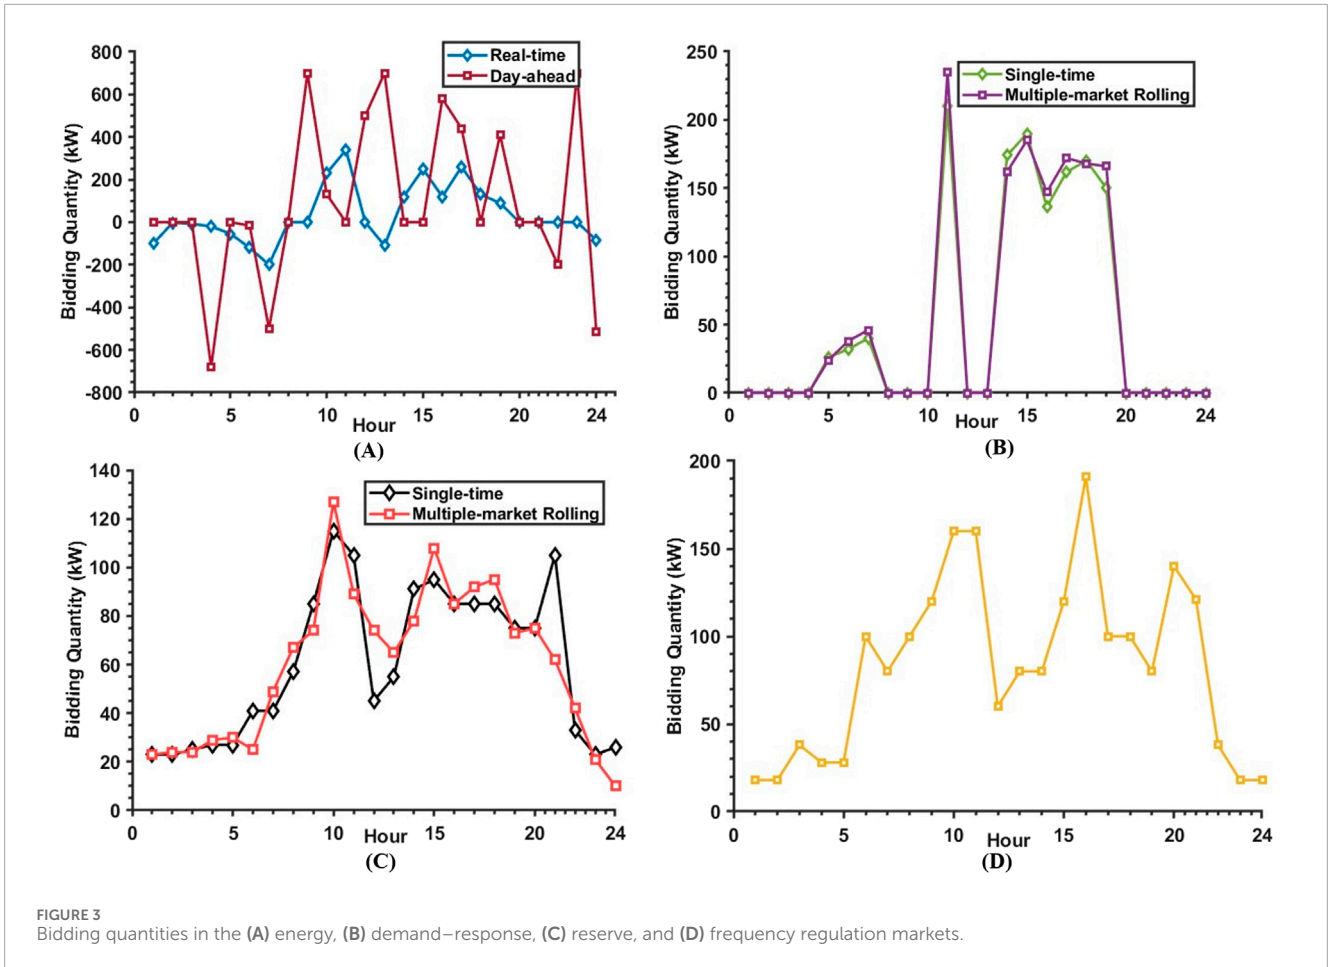 800
600
400
200
0
-200
-400
-600
-800
Bidding Quantity (kW)
Real-time
Day-ahead
5
10
15
20
24
Hour
(A)
250
200
150
100
50
0
Bidding Quantity (kW)
Single-time
Multiple-market Rolling
0
5
10
15
20
24
Hour
(B)
140
120
100
80
60
40
20
0
Bidding Quantity (kW)
Single-time
Multiple-market Rolling
0
5
10
15
20
24
Hour
(C)
200
150
100
50
0
Bidding Quantity (kW)
0
5
10
15
20
24
Hour
(D)
FIGURE 3
Bidding quantities in the (A) energy, (B) demand–response, (C) reserve, and (D) frequency regulation markets.